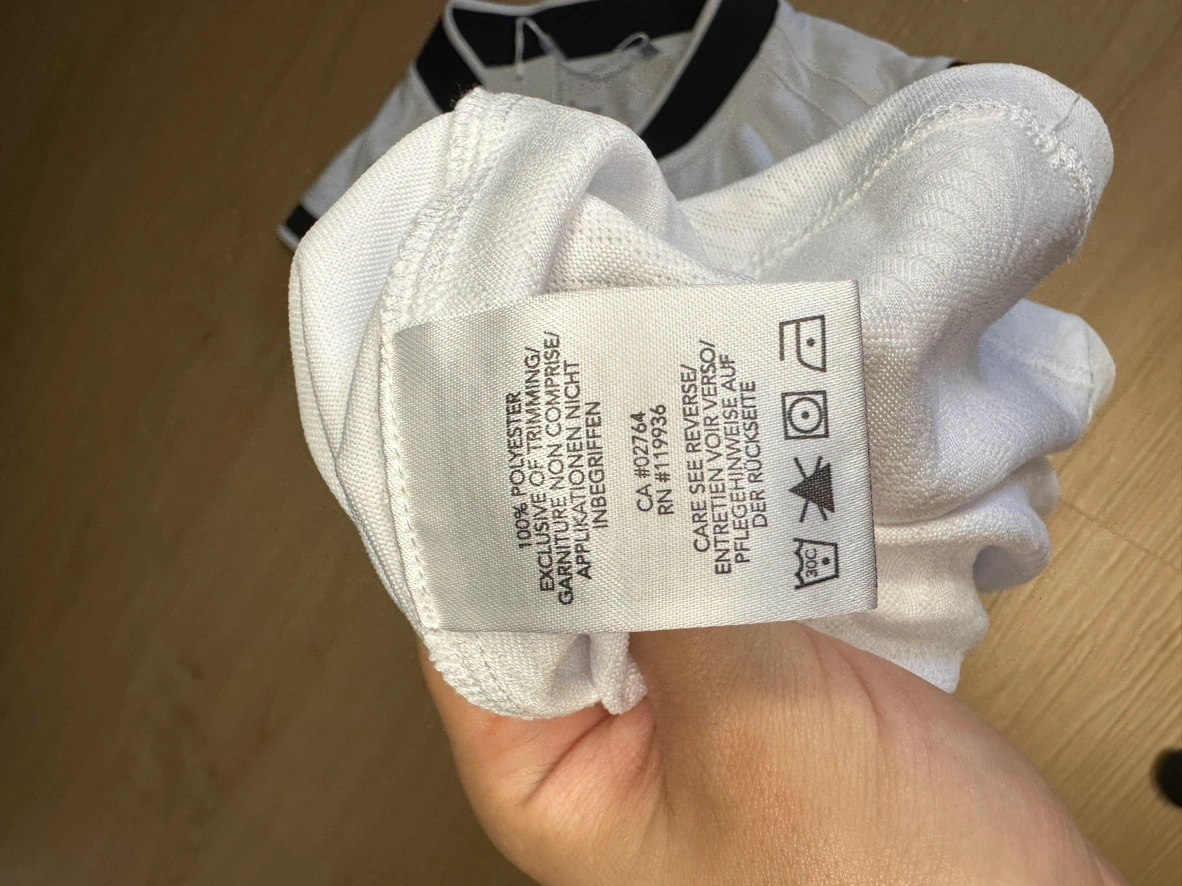 100% POLYESTER
EXCLUSIVE OF TRIMMING/
GARNITURE NON COMPRISE/
APPLIKATIONEN NICHT
INBEGRIFFEN
CA #02764
RN #119936
CARE SEE REVERSE/
ENTRETIEN VOIR VERSO/
PFLEGEHINWEISE AUF
DER RÜCKSEITE
30C